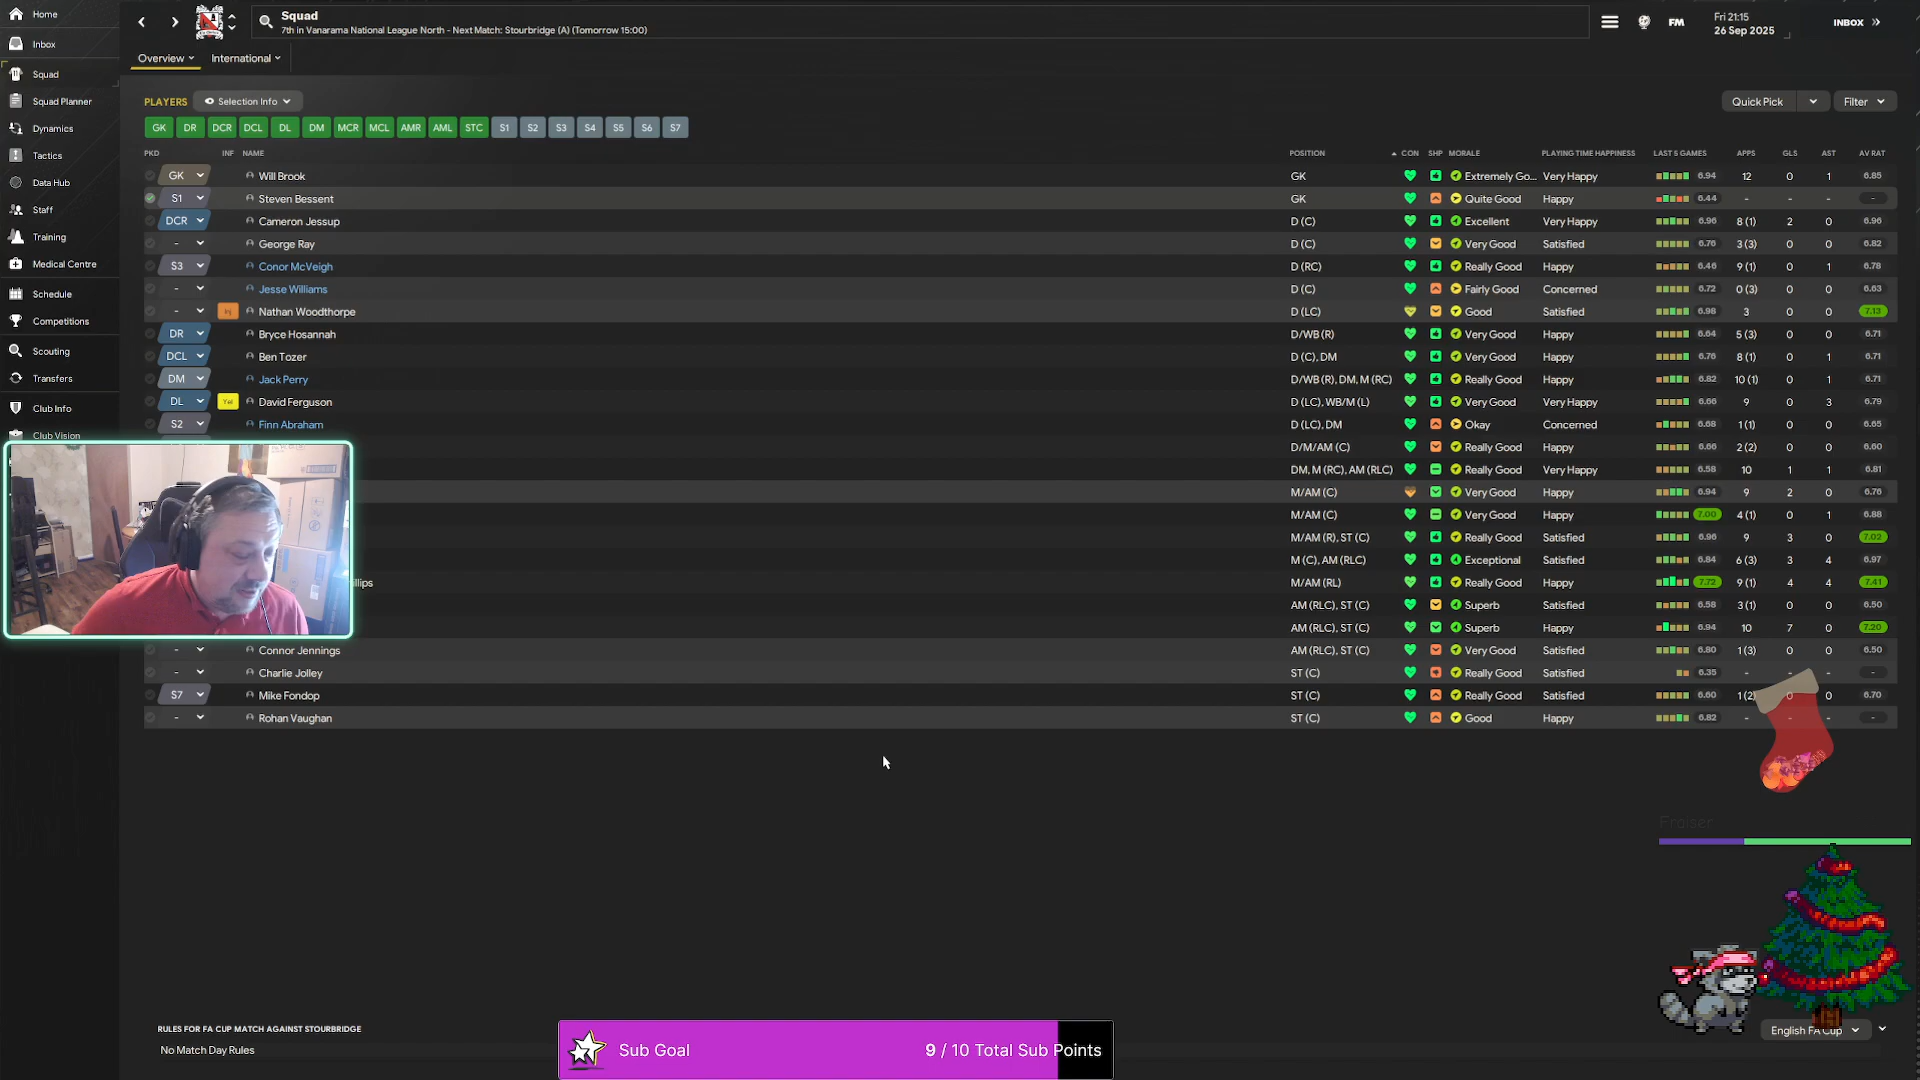 Home
Inbox
Squad
Squad Planner
Dynamics
Tactics
Data Hub
Staff
Training
Medical Centre
Schedule
Competitions
Scouting
Transfers
Club Info
Club Vision
Squad
7th in Vanarama National League North - Next Match: Stourbridge (A) (Tomorrow 15:00)
FM
Fri 21:15
26 Sep 2025
INBOX
Overview
International
PLAYERS
Selection Info
Quick Pick
Filter
GK DR DCR DCL DL DM MCR MCL AMR AML STC S1 S2 S3 S4 S5 S6 S7
PKD INF NAME POSITION CON SHP MORALE PLAYING TIME HAPPINESS LAST 5 GAMES APPS GLS AST AV RAT
GK Will Brook GK Extremely Go... Very Happy 6.94 12 0 1 6.85
S1 Steven Bessent GK Quite Good Happy 6.44 - - - -
DCR Cameron Jessup D (C) Excellent Very Happy 6.96 8 (1) 2 0 6.96
- George Ray D (C) Very Good Satisfied 6.76 3 (3) 0 0 6.82
S3 Conor McVeigh D (RC) Really Good Happy 6.46 9 (1) 0 1 6.78
- Jesse Williams D (C) Fairly Good Concerned 6.72 0 (3) 0 0 6.63
- Inj Nathan Woodthorpe D (LC) Good Satisfied 6.98 3 0 0 7.13
DR Bryce Hosannah D/WB (R) Very Good Happy 6.64 5 (3) 0 0 6.71
DCL Ben Tozer D (C), DM Very Good Happy 6.76 8 (1) 0 1 6.71
DM Jack Perry D/WB (R), DM, M (RC) Really Good Happy 6.82 10 (1) 0 1 6.71
DL Yel David Ferguson D (LC), WB/M (L) Very Good Very Happy 6.66 9 0 3 6.79
S2 Finn Abraham D (LC), DM Okay Concerned 6.68 1 (1) 0 0 6.65
D/M/AM (C) Really Good Happy 6.66 2 (2) 0 0 6.60
DM, M (RC), AM (RLC) Really Good Very Happy 6.58 10 1 1 6.81
M/AM (C) Very Good Happy 6.94 9 2 0 6.76
M/AM (C) Very Good Happy 7.00 4 (1) 0 1 6.88
M/AM (R), ST (C) Really Good Satisfied 6.96 9 3 0 7.02
M (C), AM (RLC) Exceptional Satisfied 6.84 6 (3) 3 4 6.97
illips M/AM (RL) Really Good Happy 7.72 9 (1) 4 4 7.41
AM (RLC), ST (C) Superb Satisfied 6.58 3 (1) 0 0 6.50
AM (RLC), ST (C) Superb Happy 6.94 10 7 0 7.20
- Connor Jennings AM (RLC), ST (C) Very Good Satisfied 6.80 1 (3) 0 0 6.50
- Charlie Jolley ST (C) Really Good Satisfied 6.35 - - - -
S7 Mike Fondop ST (C) Really Good Satisfied 6.60 1 (2) 0 0 6.70
- Rohan Vaughan ST (C) Good Happy 6.82 - - - -
Fraiser
RULES FOR FA CUP MATCH AGAINST STOURBRIDGE
No Match Day Rules
Sub Goal
9 / 10 Total Sub Points
English FA Cup